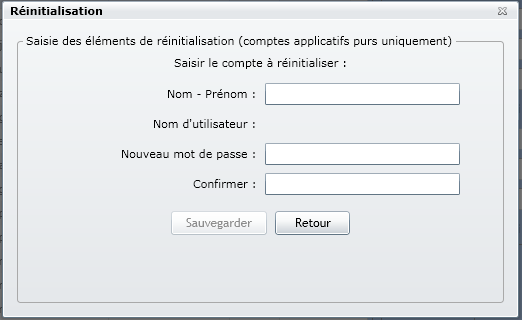 Réinitialisation
Saisie des éléments de réinitialisation (comptes applicatifs purs uniquement)
Saisir le compte à réinitialiser :
Nom - Prénom :
Nom d'utilisateur :
Nouveau mot de passe :
Confirmer :
Sauvegarder Retour